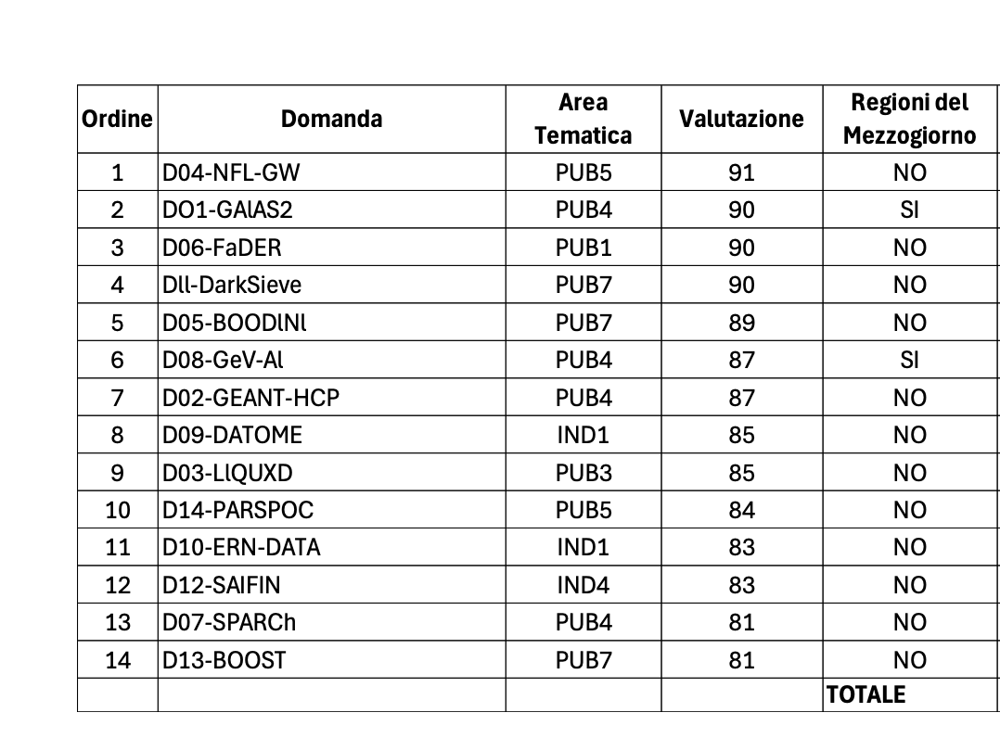 Ordine Domanda Area Tematica Valutazione Regioni del Mezzogiorno
1 D04-NFL-GW PUB5 91 NO
2 DO1-GAlAS2 PUB4 90 SI
3 D06-FaDER PUB1 90 NO
4 Dll-DarkSieve PUB7 90 NO
5 D05-BOODlNl PUB7 89 NO
6 D08-GeV-Al PUB4 87 SI
7 D02-GEANT-HCP PUB4 87 NO
8 D09-DATOME IND1 85 NO
9 D03-LlQUXD PUB3 85 NO
10 D14-PARSPOC PUB5 84 NO
11 D10-ERN-DATA IND1 83 NO
12 D12-SAIFIN IND4 83 NO
13 D07-SPARCh PUB4 81 NO
14 D13-BOOST PUB7 81 NO
TOTALE